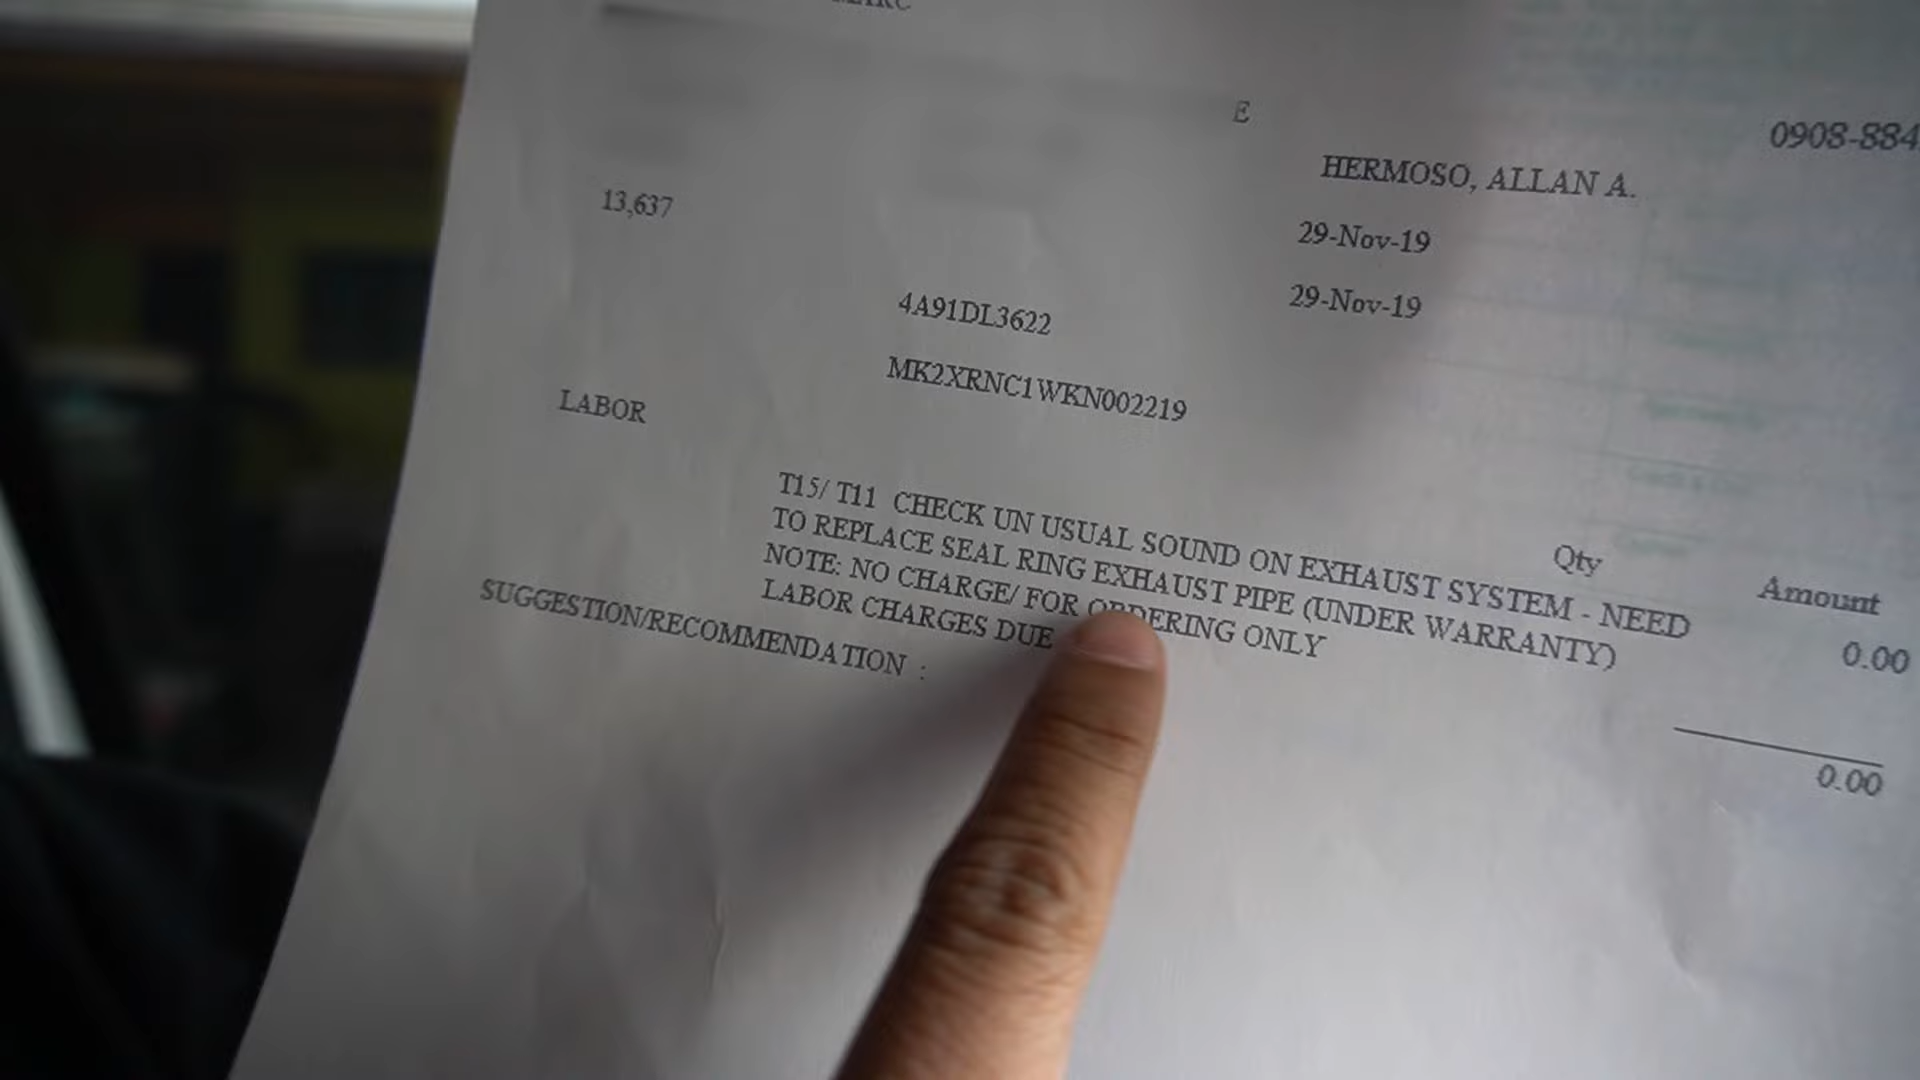 E
0908-884
HERMOSO, ALLAN A.
13,637
29-Nov-19
29-Nov-19
4A91DL3622
MK2XRNC1WKN002219
LABOR
Qty
Amount
T15/ T11 CHECK UN USUAL SOUND ON EXHAUST SYSTEM - NEED
TO REPLACE SEAL RING EXHAUST PIPE (UNDER WARRANTY)
0.00
NOTE: NO CHARGE/ FOR ORDERING ONLY
LABOR CHARGES DUE
0.00
SUGGESTION/RECOMMENDATION :